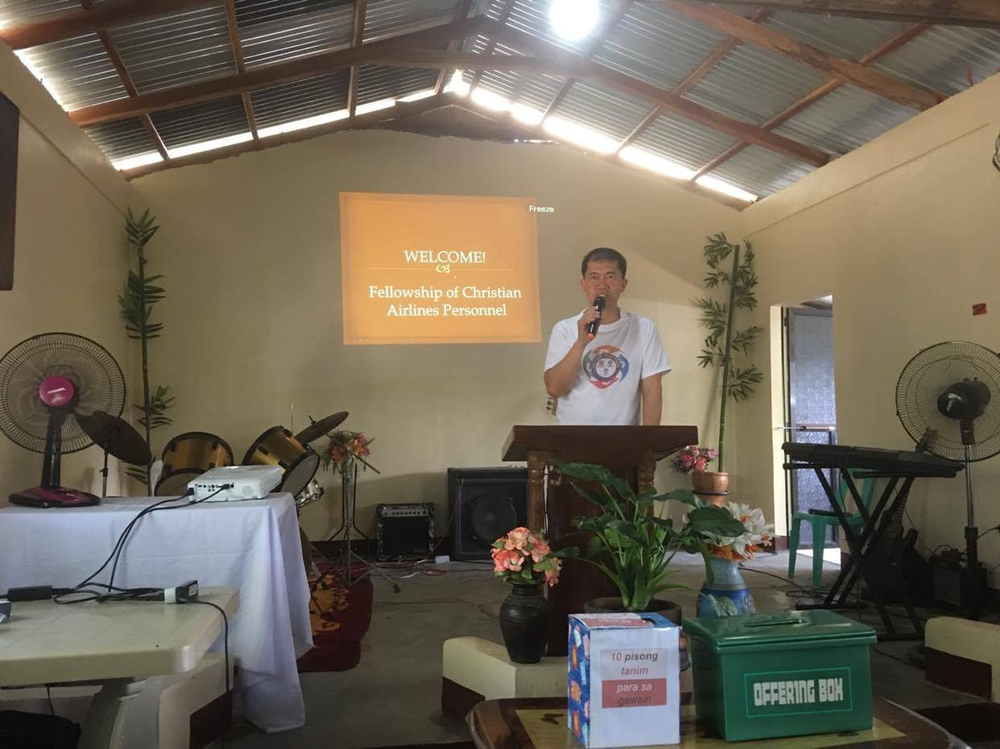 Freeze
WELCOME!
Fellowship of Christian
Airlines Personnel
10 pisong
tanim
para sa
gawain
OFFERING BOX